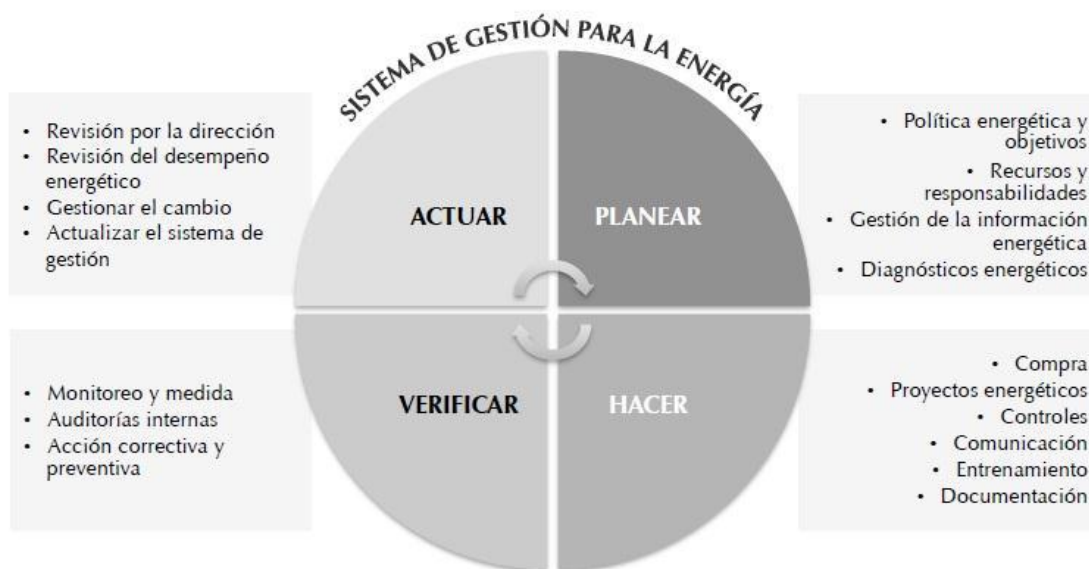 SISTEMA DE GESTIÓN PARA LA ENERGÍA
• Revisión por la dirección
• Revisión del desempeño
energético
• Gestionar el cambio
• Actualizar el sistema de
gestión
ACTUAR
PLANEAR
• Política energética y
objetivos
• Recursos y
responsabilidades
• Gestión de la información
energética
• Diagnósticos energéticos
• Monitoreo y medida
• Auditorías internas
• Acción correctiva y
preventiva
VERIFICAR
HACER
• Compra
• Proyectos energéticos
• Controles
• Comunicación
• Entrenamiento
• Documentación